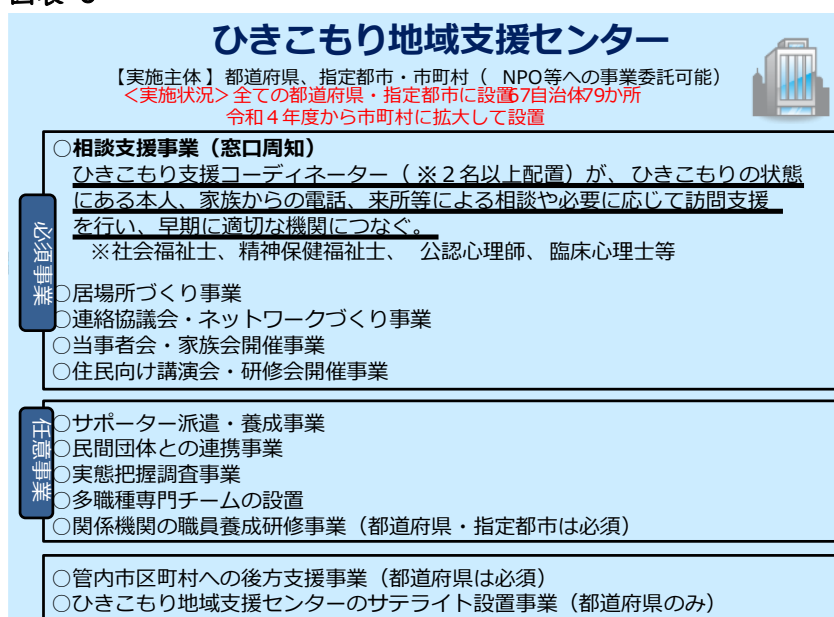 ひきこもり地域支援センター
【実施主体】都道府県、指定都市・市町村（ NPO等への事業委託可能）
＜実施状況＞全ての都道府県・指定都市に設置67自治体79か所
令和４年度から市町村に拡大して設置
○相談支援事業（窓口周知）
ひきこもり支援コーディネーター（ ※２名以上配置）が、 ひきこもりの状態
にある本人、家族からの電話、来所等による相談や必要に応じて訪問支援
を行い、早期に適切な機関につなぐ。
※社会福祉士、精神保健福祉士、 公認心理師、臨床心理士等
必須事業
○居場所づくり事業
○連絡協議会・ネットワークづくり事業
○当事者会・家族会開催事業
○住民向け講演会・研修会開催事業
任意事業
○サポーター派遣・養成事業
○民間団体との連携事業
○実態把握調査事業
○多職種専門チームの設置
○関係機関の職員養成研修事業（都道府県・指定都市は必須）
○管内市区町村への後方支援事業（都道府県は必須）
○ひきこもり地域支援センターのサテライト設置事業（都道府県のみ）